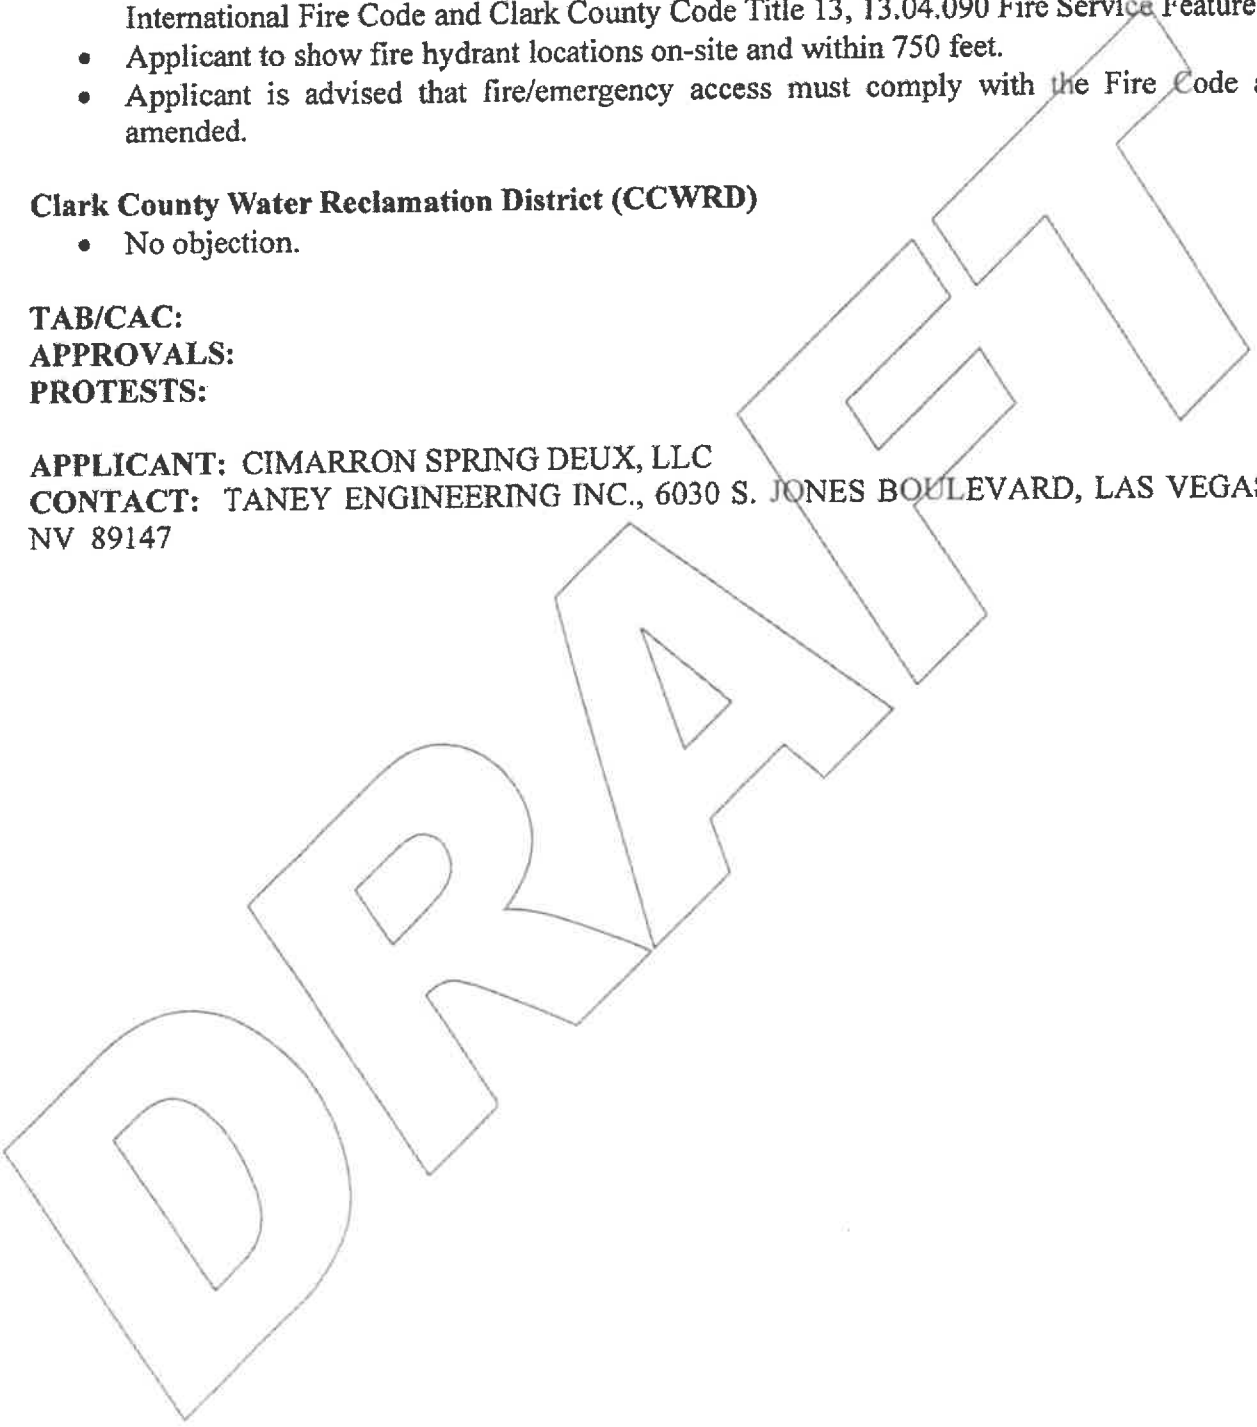 International Fire Code and Clark County Code Title 13, 13.04.090 Fire Service Feature
• Applicant to show fire hydrant locations on-site and within 750 feet.
• Applicant is advised that fire/emergency access must comply with the Fire Code a
amended.
Clark County Water Reclamation District (CCWRD)
• No objection.
TAB/CAC:
APPROVALS:
PROTESTS:
APPLICANT: CIMARRON SPRING DEUX, LLC
CONTACT: TANEY ENGINEERING INC., 6030 S. JONES BOULEVARD, LAS VEGAS
NV 89147
DRAFT